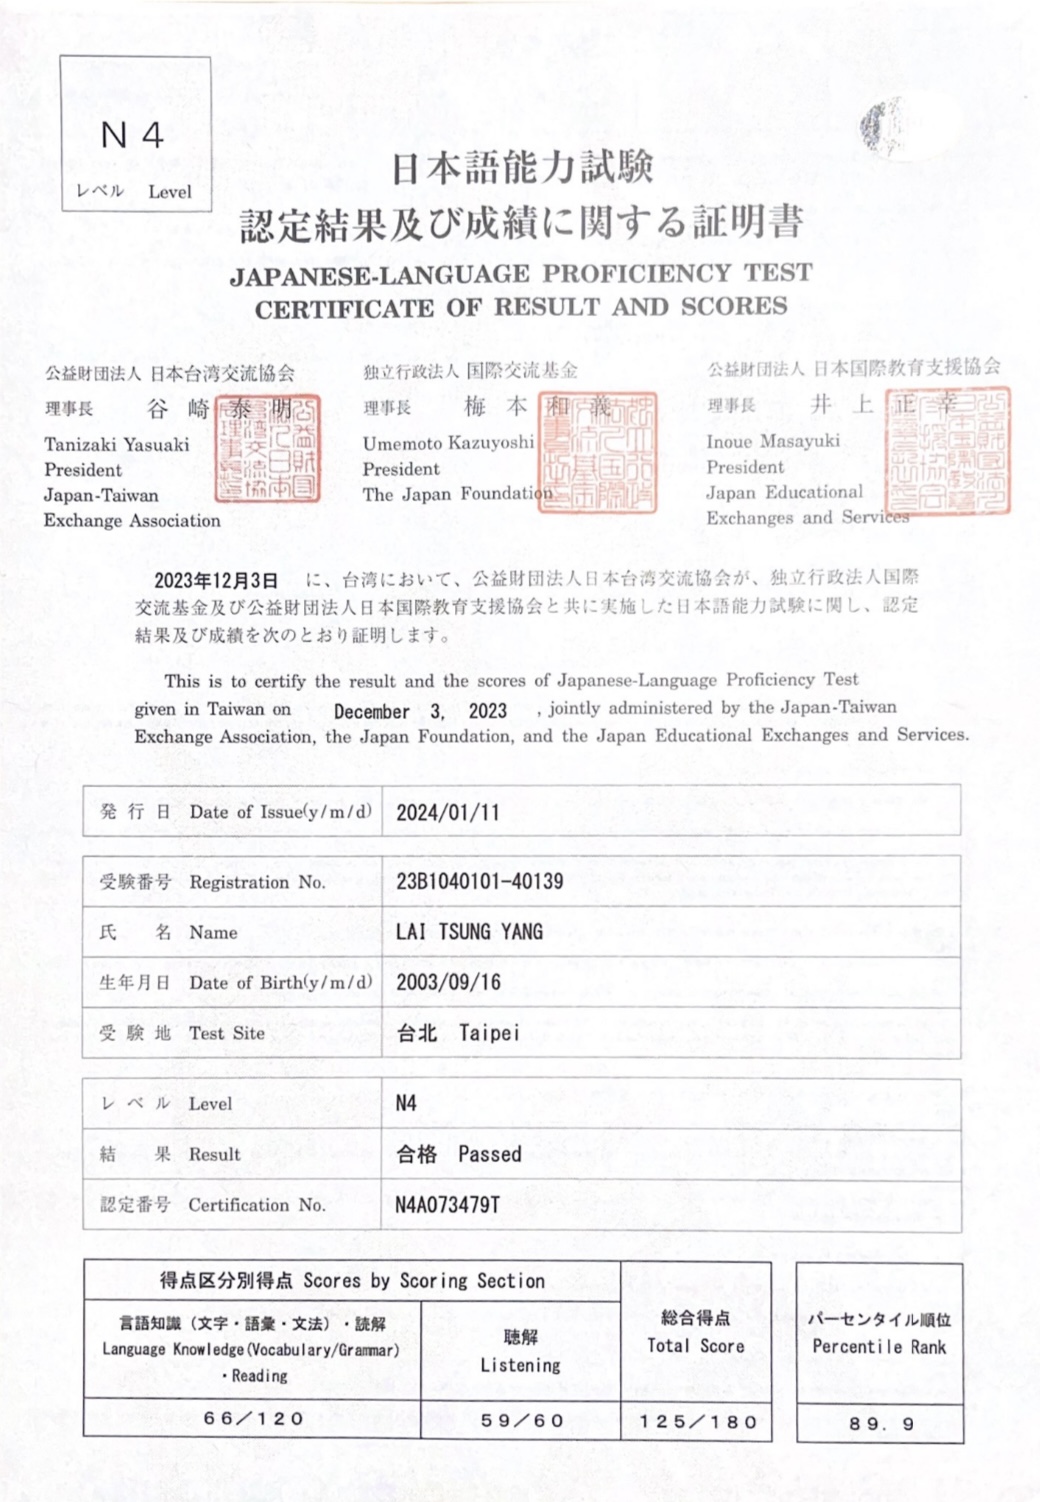 N4
レベル Level
日本語能力試験
認定結果及び成績に関する証明書
JAPANESE-LANGUAGE PROFICIENCY TEST
CERTIFICATE OF RESULT AND SCORES
公益財団法人 日本台湾交流協会
理事長 谷崎 泰明
Tanizaki Yasuaki
President
Japan-Taiwan
Exchange Association
独立行政法人 国際交流基金
理事長 梅本 和義
Umemoto Kazuyoshi
President
The Japan Foundation
公益財団法人 日本国際教育支援協会
理事長 井上 正幸
Inoue Masayuki
President
Japan Educational
Exchanges and Services
2023年12月3日 に、台湾において、公益財団法人日本台湾交流協会が、独立行政法人国際
交流基金及び公益財団法人日本国際教育支援協会と共に実施した日本語能力試験に関し、認定
結果及び成績を次のとおり証明します。
This is to certify the result and the scores of Japanese-Language Proficiency Test
given in Taiwan on December 3, 2023 , jointly administered by the Japan-Taiwan
Exchange Association, the Japan Foundation, and the Japan Educational Exchanges and Services.
発行日 Date of Issue(y/m/d) 2024/01/11
受験番号 Registration No. 23B1040101-40139
氏名 Name LAI TSUNG YANG
生年月日 Date of Birth(y/m/d) 2003/09/16
受験地 Test Site 台北 Taipei
レベル Level N4
結果 Result 合格 Passed
認定番号 Certification No. N4A073479T
得点区分別得点 Scores by Scoring Section
言語知識（文字・語彙・文法）・読解
Language Knowledge(Vocabulary/Grammar)
・Reading
聴解
Listening
総合得点
Total Score
パーセンタイル順位
Percentile Rank
66/120 59/60 125/180 89.9